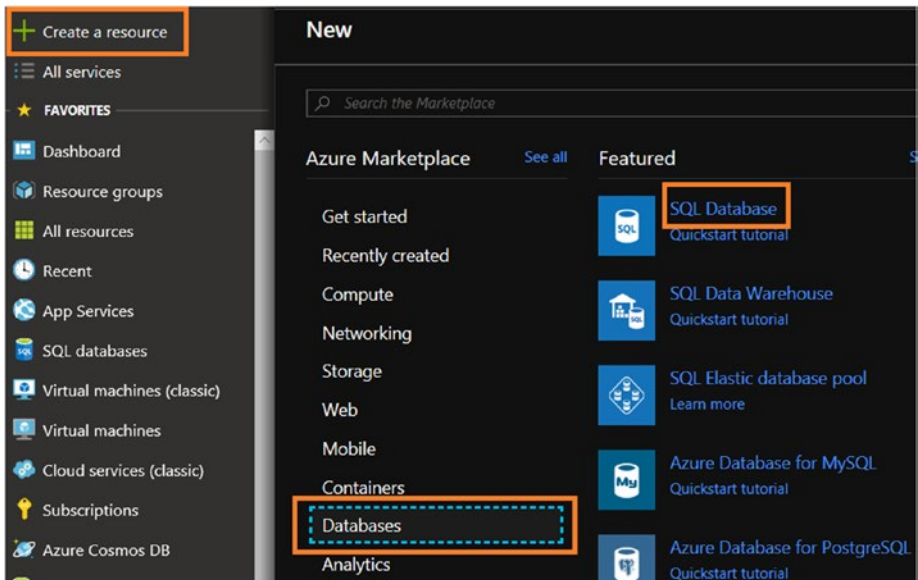 Create a resource
All services
FAVORITES
Dashboard
Resource groups
All resources
Recent
App Services
SQL databases
Virtual machines (classic)
Virtual machines
Cloud services (classic)
Subscriptions
Azure Cosmos DB
New
Search the Marketplace
Azure Marketplace
See all
Get started
Recently created
Compute
Networking
Storage
Web
Mobile
Containers
Databases
Analytics
Featured
S
SQL
SQL Database
Quickstart tutorial
SQL
SQL Data Warehouse
Quickstart tutorial
SQL Elastic database pool
Learn more
My
Azure Database for MySQL
Quickstart tutorial
Azure Database for PostgreSQL
Quickstart tutorial